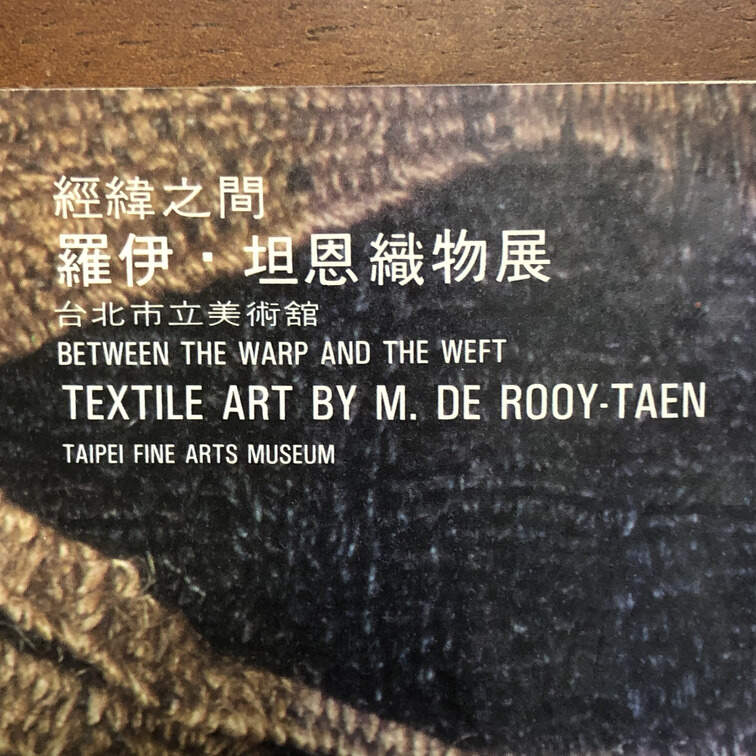 經緯之間
羅伊・坦恩織物展
台北市立美術舘
BETWEEN THE WARP AND THE WEFT
TEXTILE ART BY M. DE ROOY-TAEN
TAIPEI FINE ARTS MUSEUM